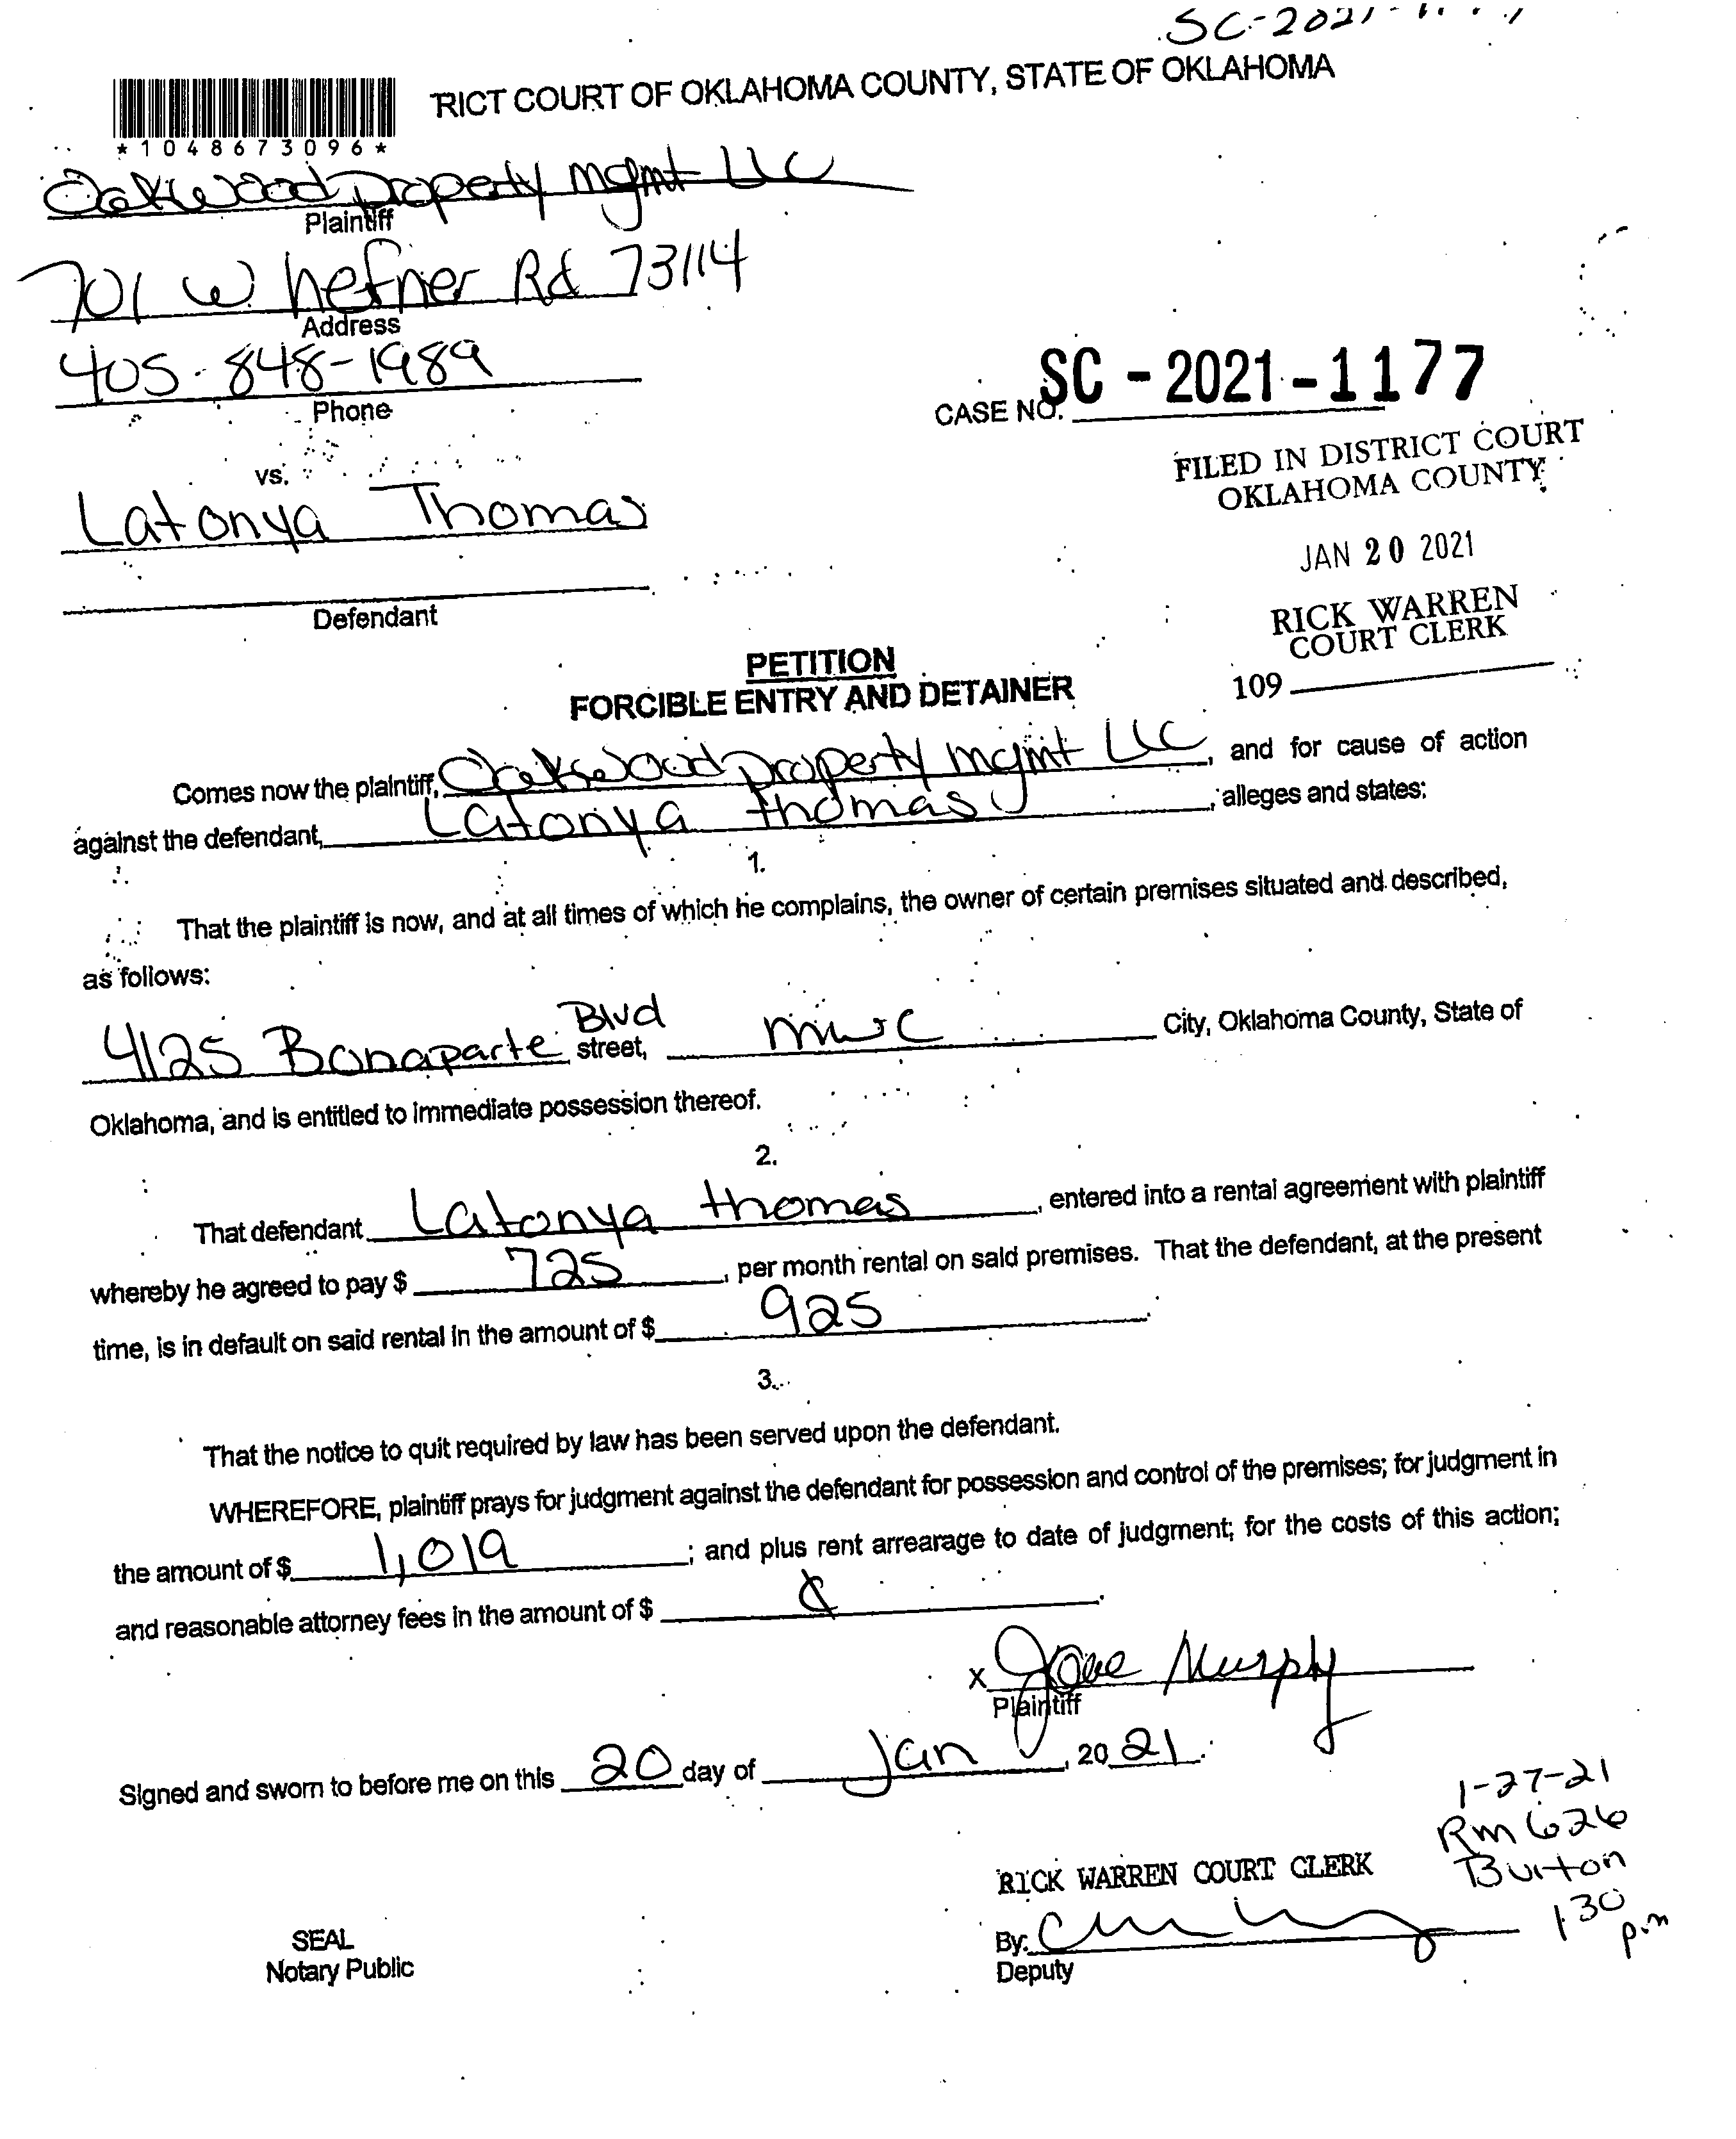 SC-2021-
RICT COURT OF OKLAHOMA COUNTY, STATE OF OKLAHOMA
*1048673096*
Oakwood Property Mgmt LLC
Plaintiff
701 W. hefner Rd 73114
Address
405-848-1989
Phone
CASE NO. SC-2021-1177
FILED IN DISTRICT COURT
OKLAHOMA COUNTY
vs.
Latonya Thomas
JAN 20 2021
Defendant
RICK WARREN
COURT CLERK
109
PETITION
FORCIBLE ENTRY AND DETAINER
Comes now the plaintiff, Oakwood Property Mgmt LLC, and for cause of action
against the defendant, Latonya thomas, alleges and states:
1.
That the plaintiff is now, and at all times of which he complains, the owner of certain premises situated and described,
as follows:
4125 Bonaparte Blvd street, mwc City, Oklahoma County, State of
Oklahoma, and is entitled to immediate possession thereof.
2.
That defendant Latonya thomas, entered into a rental agreement with plaintiff
whereby he agreed to pay $ 725, per month rental on said premises. That the defendant, at the present
time, is in default on said rental in the amount of $ 925.
3.
That the notice to quit required by law has been served upon the defendant.
WHEREFORE, plaintiff prays for judgment against the defendant for possession and control of the premises; for judgment in
the amount of $ 1,019; and plus rent arrearage to date of judgment; for the costs of this action;
and reasonable attorney fees in the amount of $
X Murphy
Plaintiff
Signed and sworn to before me on this 20 day of Jan, 2021.
1-27-21
Rm 626
Burton
1:30
p.m
RICK WARREN COURT CLERK
By:
Deputy
SEAL
Notary Public